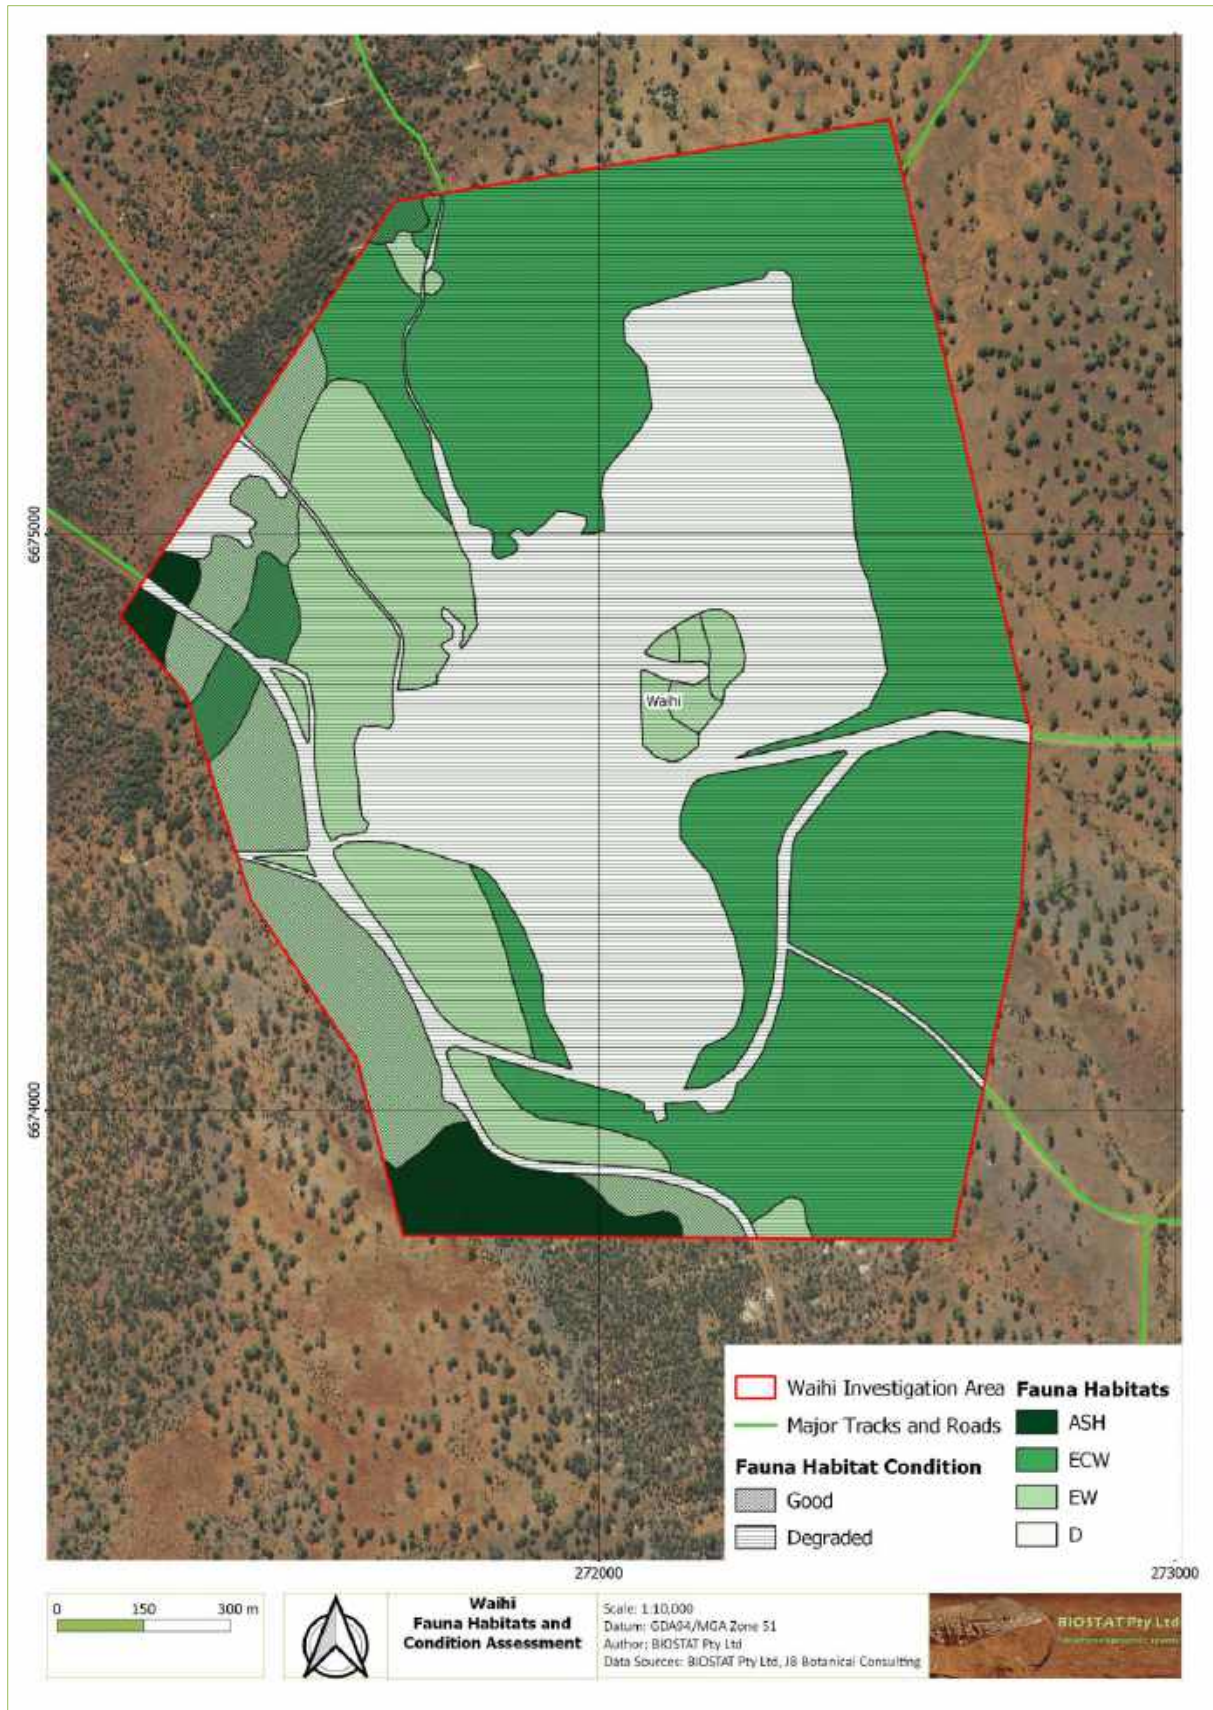 Waihi
6675000
6674000
272000
273000
Waihi Investigation Area
Major Tracks and Roads
Fauna Habitat Condition
Good
Degraded
Fauna Habitats
ASH
ECW
EW
D
0 150 300 m
Waihi
Fauna Habitats and
Condition Assessment
Scale: 1:10,000
Datum: GDA94/MGA Zone 51
Author: BIOSTAT Pty Ltd
Data Sources: BIOSTAT Pty Ltd, JB Botanical Consulting
BIOSTAT Pty Ltd